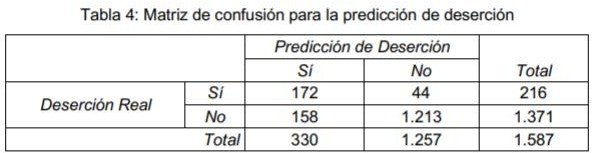 Tabla 4: Matriz de confusión para la predicción de deserción
Predicción de Deserción
Sí No Total
Deserción Real Sí 172 44 216
No 158 1.213 1.371
Total 330 1.257 1.587